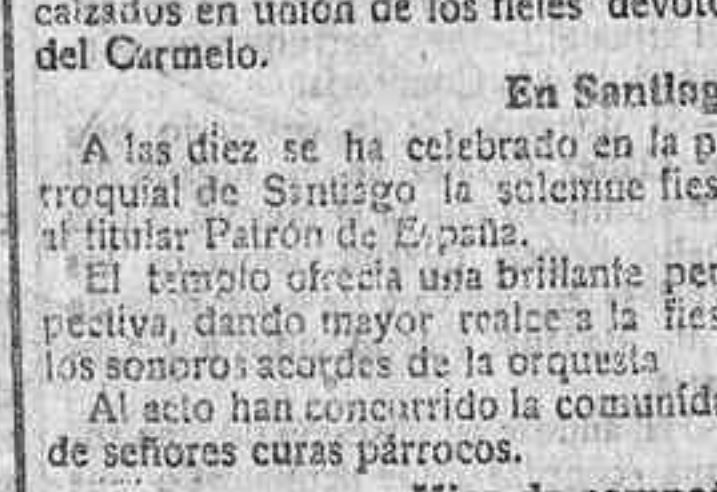 calzados en unión de los fieles devoto
del Carmelo.
En Santiag
A las diez se ha celebrado en la p
rroquial de Santiago la solemne fies
al titular Patrón de España.
El templo ofrecia una brillante per
pectiva, dando mayor realce a la fies
los sonoros acordes de la orquesta
Al acto han concurrido la comunida
de señores curas párrocos.